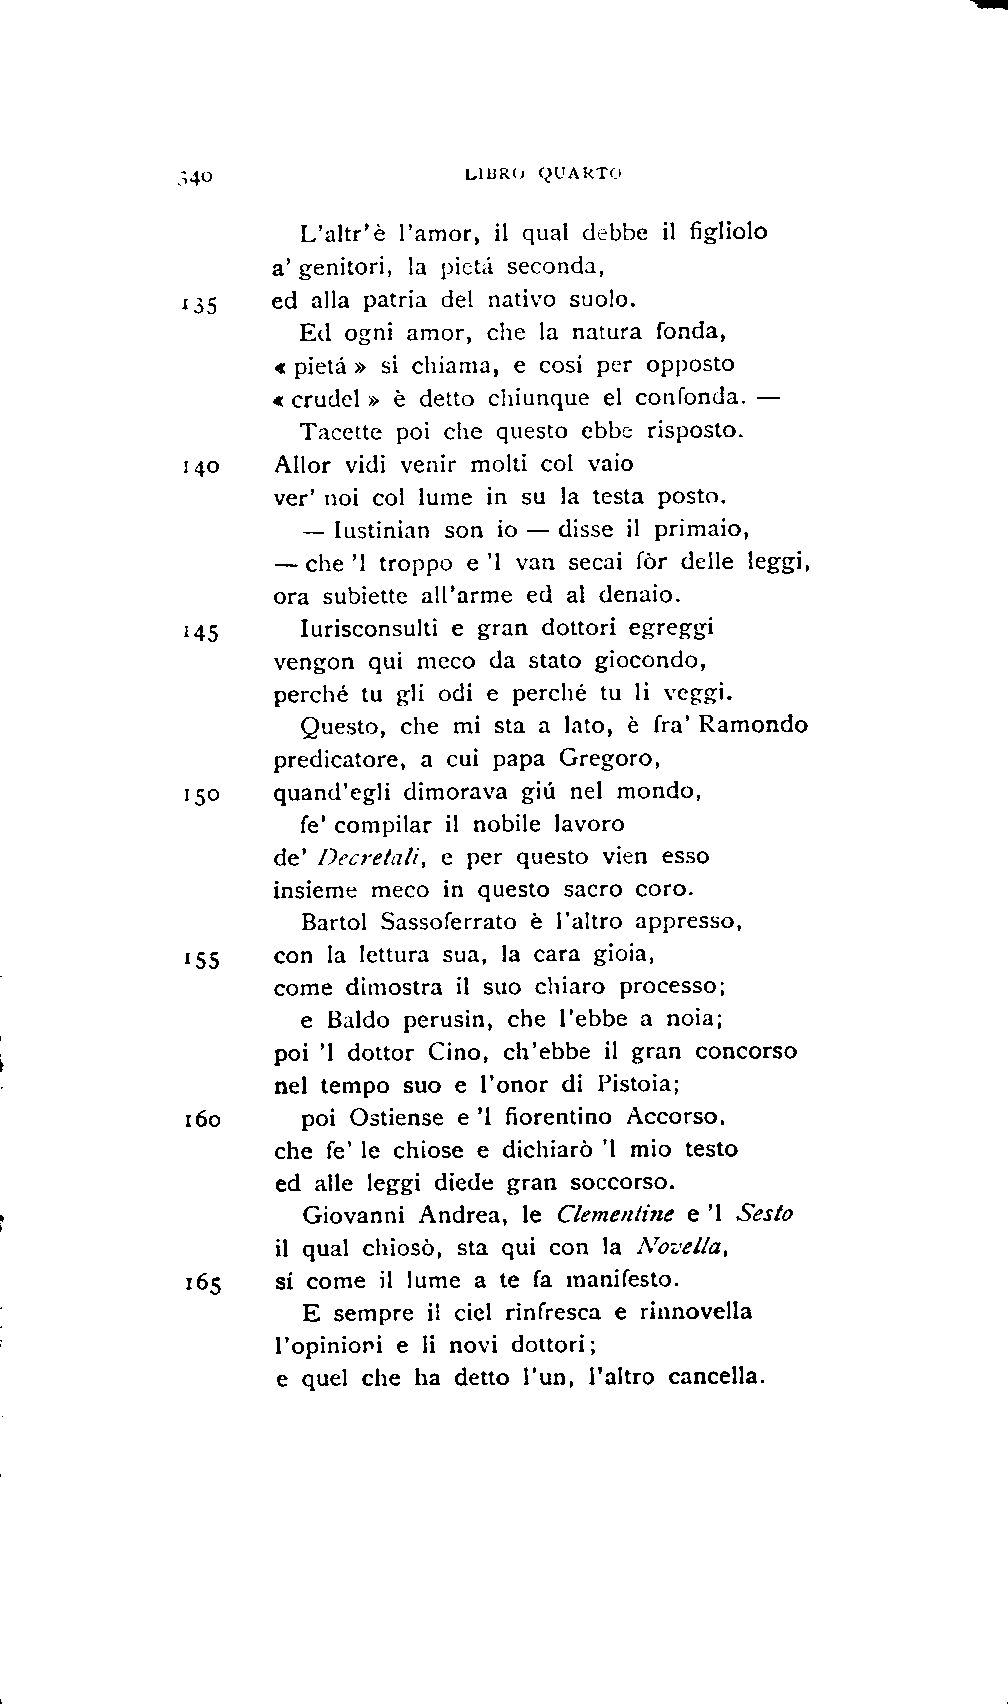 340 LIBRO QUARTO
L'altr'è l'amor, il qual debbe il figliolo
a' genitori, la pietá seconda,
135 ed alla patria del nativo suolo.
Ed ogni amor, che la natura fonda,
« pietá » si chiama, e cosí per opposto
« crudel » è detto chiunque el confonda. —
Tacette poi che questo ebbe risposto.
140 Allor vidi venir molti col vaio
ver' noi col lume in su la testa posto.
— Iustinian son io — disse il primaio,
— che 'l troppo e 'l van secai fòr delle leggi,
ora subiette all'arme ed al denaio.
145 Iurisconsulti e gran dottori egreggi
vengon qui meco da stato giocondo,
perché tu gli odi e perché tu li veggi.
Questo, che mi sta a lato, è fra' Ramondo
predicatore, a cui papa Gregoro,
150 quand'egli dimorava giú nel mondo,
fe' compilar il nobile lavoro
de' Decretali, e per questo vien esso
insieme meco in questo sacro coro.
Bartol Sassoferrato è l'altro appresso,
155 con la lettura sua, la cara gioia,
come dimostra il suo chiaro processo;
e Baldo perusin, che l'ebbe a noia;
poi 'l dottor Cino, ch'ebbe il gran concorso
nel tempo suo e l'onor di Pistoia;
160 poi Ostiense e 'l fiorentino Accorso,
che fe' le chiose e dichiarò 'l mio testo
ed alle leggi diede gran soccorso.
Giovanni Andrea, le Clementine e 'l Sesto
il qual chiosò, sta qui con la Novella,
165 sí come il lume a te fa manifesto.
E sempre il ciel rinfresca e rinnovella
l'opinioni e li novi dottori;
e quel che ha detto l'un, l'altro cancella.